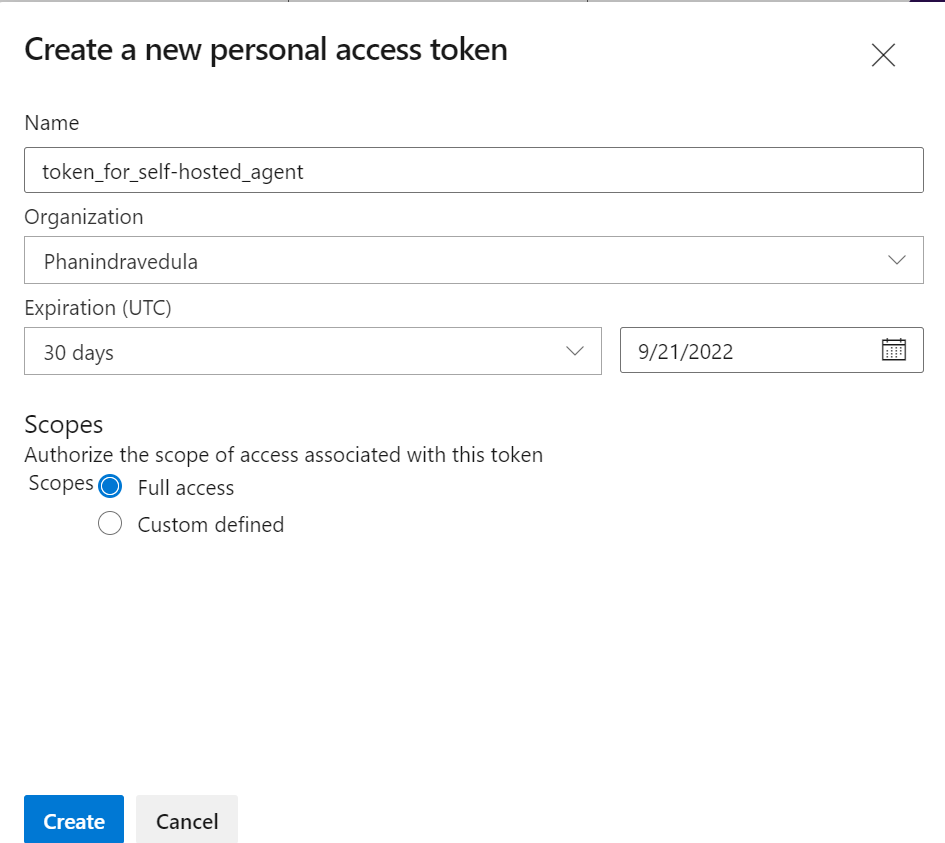 Create a new personal access token
Name
token_for_self-hosted_agent
Organization
Phanindravedula
Expiration (UTC)
30 days
9/21/2022
Scopes
Authorize the scope of access associated with this token
Scopes Full access
Custom defined
Create Cancel